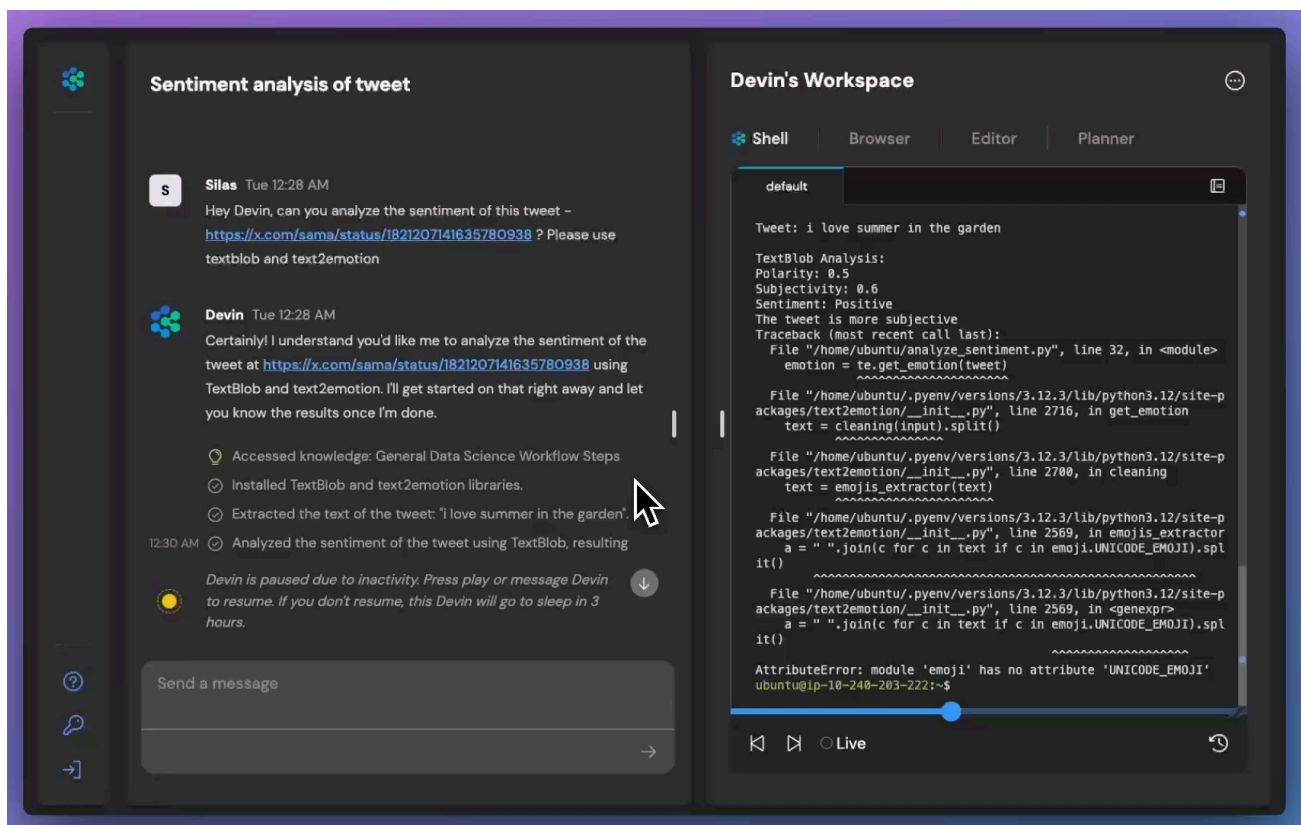 Sentiment analysis of tweet
S
Silas Tue 12:28 AM
Hey Devin, can you analyze the sentiment of this tweet –
https://x.com/sama/status/1821207141635780938 ? Please use
textblob and text2emotion
Devin Tue 12:28 AM
Certainly! I understand you'd like me to analyze the sentiment of the
tweet at https://x.com/sama/status/1821207141635780938 using
TextBlob and text2emotion. I'll get started on that right away and let
you know the results once I'm done.
Accessed knowledge: General Data Science Workflow Steps
Installed TextBlob and text2emotion libraries.
Extracted the text of the tweet: "i love summer in the garden".
12:30 AM Analyzed the sentiment of the tweet using TextBlob, resulting
Devin is paused due to inactivity. Press play or message Devin
to resume. If you don't resume, this Devin will go to sleep in 3
hours.
Send a message
Devin's Workspace
Shell Browser Editor Planner
default
Tweet: i love summer in the garden
TextBlob Analysis:
Polarity: 0.5
Subjectivity: 0.6
Sentiment: Positive
The tweet is more subjective
Traceback (most recent call last):
File "/home/ubuntu/analyze_sentiment.py", line 32, in <module>
emotion = te.get_emotion(tweet)
^^^^^^^^^^^^^^^^^^^^^
File "/home/ubuntu/.pyenv/versions/3.12.3/lib/python3.12/site-p
ackages/text2emotion/__init__.py", line 2716, in get_emotion
text = cleaning(input).split()
^^^^^^^^^^^^^^^
File "/home/ubuntu/.pyenv/versions/3.12.3/lib/python3.12/site-p
ackages/text2emotion/__init__.py", line 2700, in cleaning
text = emojis_extractor(text)
^^^^^^^^^^^^^^^^^^^^^^
File "/home/ubuntu/.pyenv/versions/3.12.3/lib/python3.12/site-p
ackages/text2emotion/__init__.py", line 2569, in emojis_extractor
a = " ".join(c for c in text if c in emoji.UNICODE_EMOJI).spl
it()
^^^^^^^^^^^^^^^^^^^^^^^^^^^^^^^^^^^^^^^^^^^^^^^^^^^^^
File "/home/ubuntu/.pyenv/versions/3.12.3/lib/python3.12/site-p
ackages/text2emotion/__init__.py", line 2569, in <genexpr>
a = " ".join(c for c in text if c in emoji.UNICODE_EMOJI).spl
it()
^^^^^^^^^^^^^^^^^^^
AttributeError: module 'emoji' has no attribute 'UNICODE_EMOJI'
ubuntu@ip-10-240-203-222:~$
Live